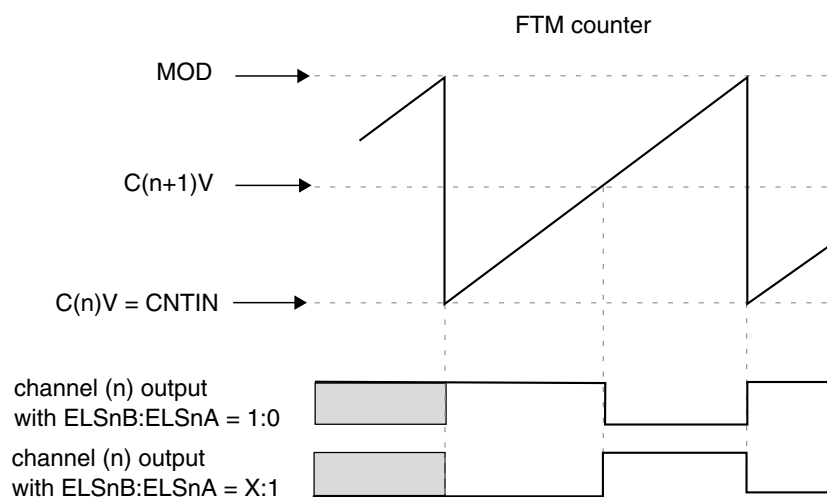 FTM counter
MOD
C(n+1)V
C(n)V = CNTIN
channel (n) output
with ELSnB:ELSnA = 1:0
channel (n) output
with ELSnB:ELSnA = X:1